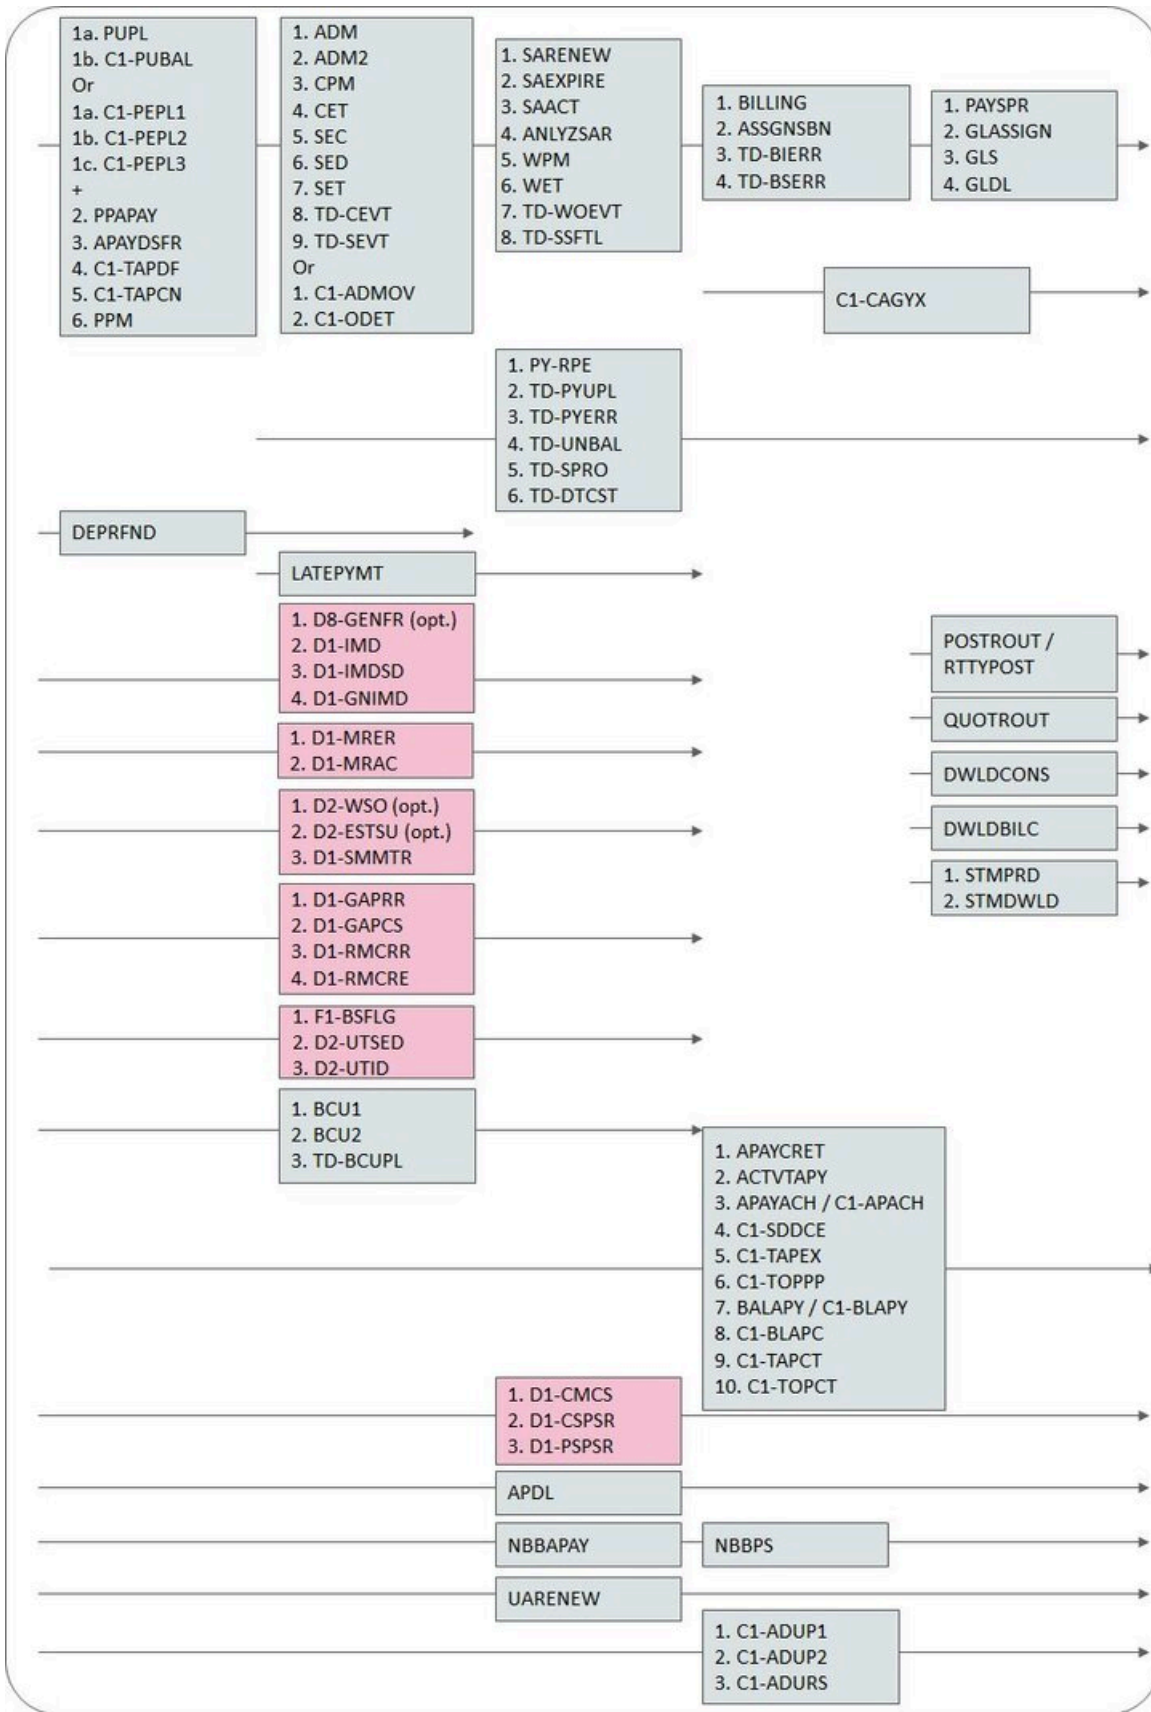 1a. PUPL
1b. C1-PUBAL
Or
1a. C1-PEPL1
1b. C1-PEPL2
1c. C1-PEPL3
+
2. PPAPAY
3. APAYDSFR
4. C1-TAPDF
5. C1-TAPCN
6. PPM
1. ADM
2. ADM2
3. CPM
4. CET
5. SEC
6. SED
7. SET
8. TD-CEVT
9. TD-SEVT
Or
1. C1-ADMOV
2. C1-ODET
1. SARENEW
2. SAEXPIRE
3. SAACT
4. ANLYZSAR
5. WPM
6. WET
7. TD-WOEVT
8. TD-SSFTL
1. BILLING
2. ASSGNSBN
3. TD-BIERR
4. TD-BSERR
1. PAYSPR
2. GLASSIGN
3. GLS
4. GLDL
C1-CAGYX
1. PY-RPE
2. TD-PYUPL
3. TD-PYERR
4. TD-UNBAL
5. TD-SPRO
6. TD-DTCST
DEPRFND
LATEPYMT
1. D8-GENFR (opt.)
2. D1-IMD
3. D1-IMDSD
4. D1-GNIMD
POSTROUT /
RTTYPOST
QUOTROUT
1. D1-MRER
2. D1-MRAC
DWLDCONS
1. D2-WSO (opt.)
2. D2-ESTSU (opt.)
3. D1-SMMTR
DWLDBILC
1. STMPRD
2. STMDWLD
1. D1-GAPRR
2. D1-GAPCS
3. D1-RMCRR
4. D1-RMCRE
1. F1-BSFLG
2. D2-UTSED
3. D2-UTID
1. BCU1
2. BCU2
3. TD-BCUPL
1. APAYCRET
2. ACTVTAPY
3. APAYACH / C1-APACH
4. C1-SDDCE
5. C1-TAPEX
6. C1-TOPPP
7. BALAPY / C1-BLAPY
8. C1-BLAPC
9. C1-TAPCT
10. C1-TOPCT
1. D1-CMCS
2. D1-CSPSR
3. D1-PSPSR
APDL
NBBAPAY
NBBPS
UARENEW
1. C1-ADUP1
2. C1-ADUP2
3. C1-ADURS